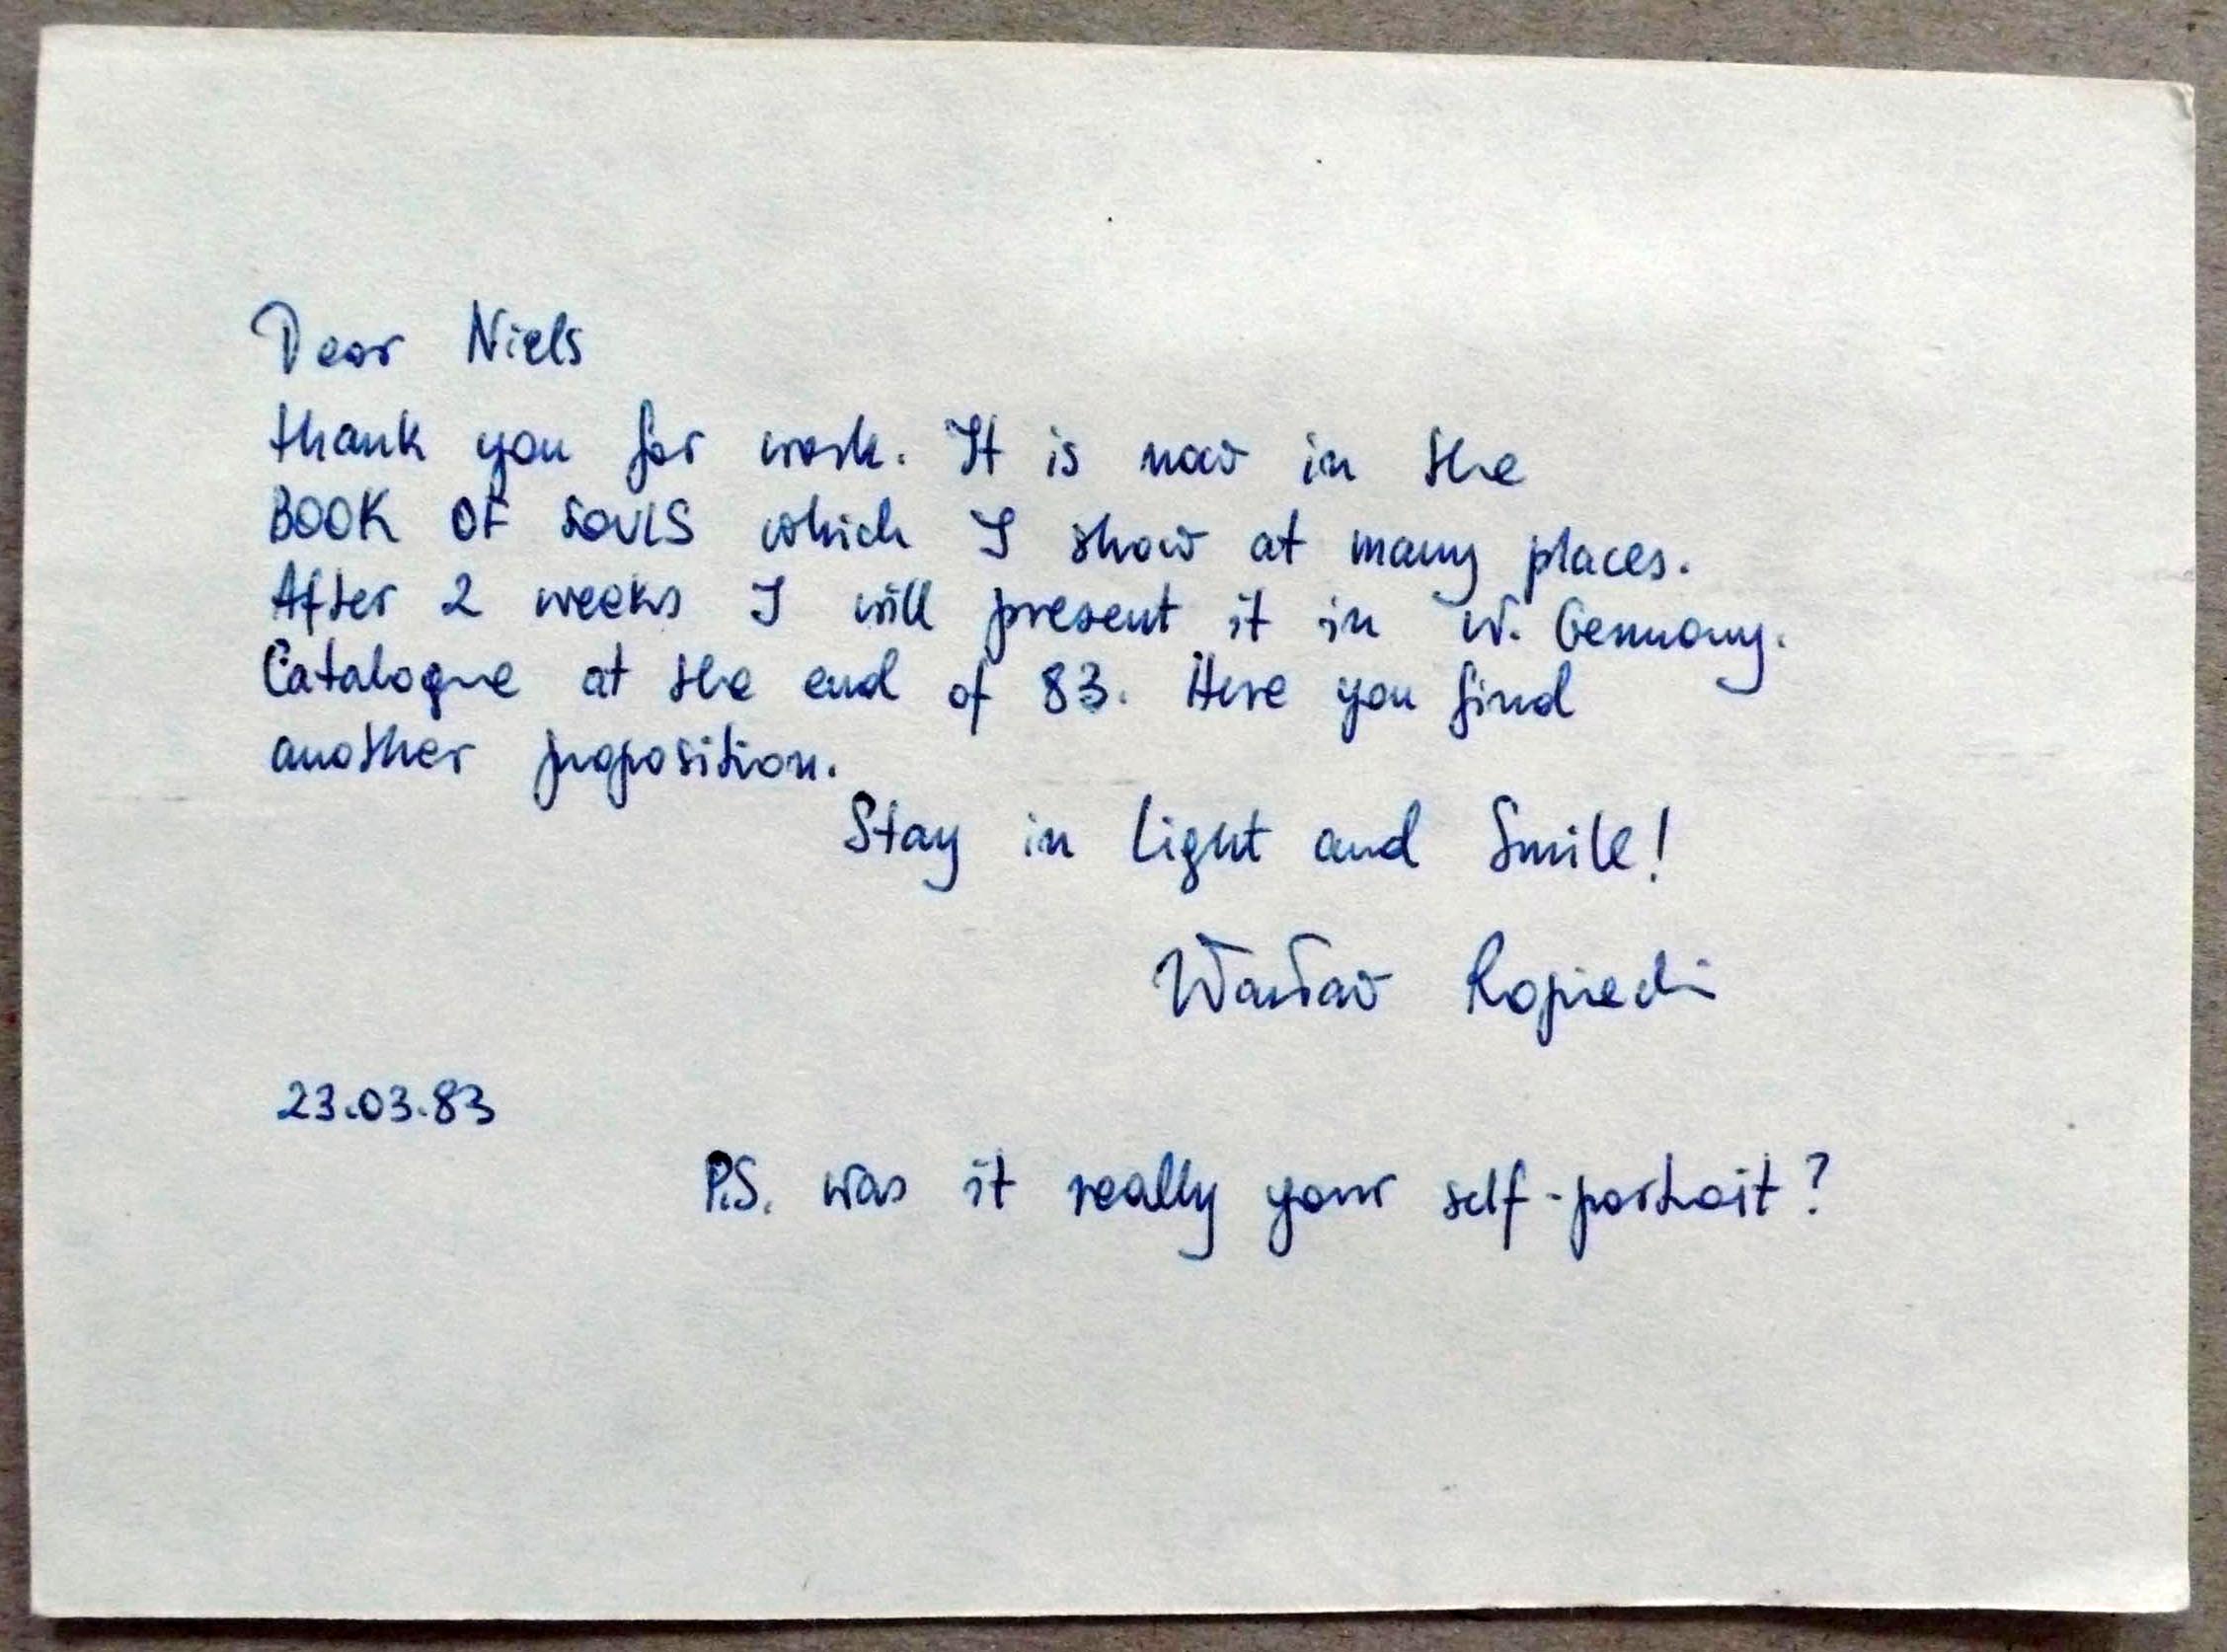 Dear Niels
thank you for work. It is now in the
BOOK OF SOULS which I show at many places.
After 2 weeks I will present it in W. Germany.
Catalogue at the end of 83. Here you find
another proposition.
Stay in Light and Smile!
Wacław Ropiecki
23.03.83
P.S. was it really your self-portrait?